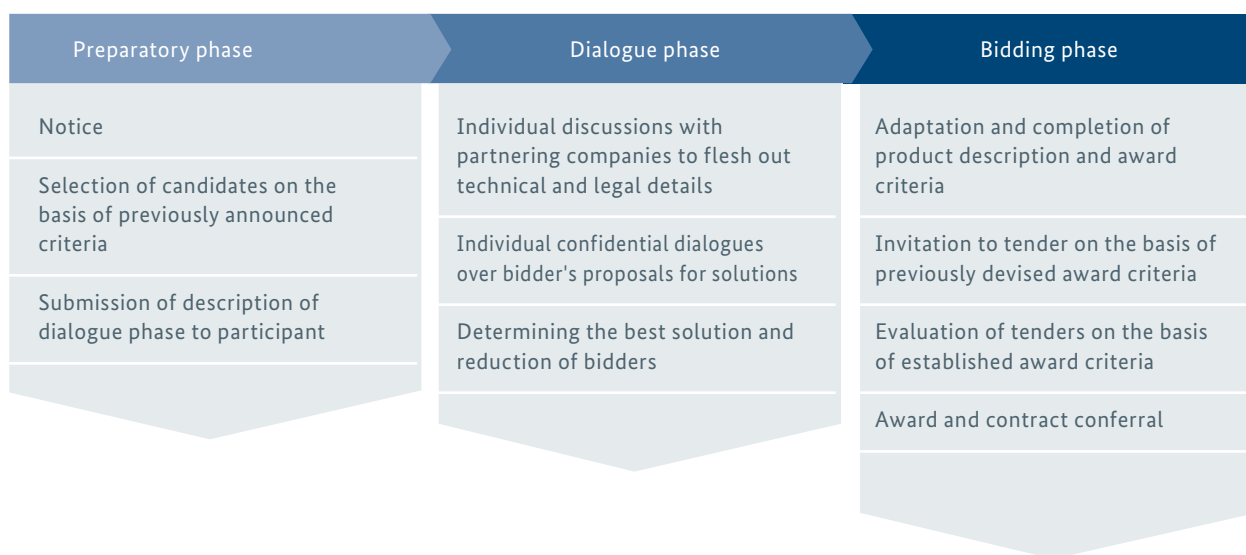 Preparatory phase
Dialogue phase
Bidding phase
Notice
Selection of candidates on the
basis of previously announced
criteria
Submission of description of
dialogue phase to participant
Individual discussions with
partnering companies to flesh out
technical and legal details
Individual confidential dialogues
over bidder's proposals for solutions
Determining the best solution and
reduction of bidders
Adaptation and completion of
product description and award
criteria
Invitation to tender on the basis of
previously devised award criteria
Evaluation of tenders on the basis
of established award criteria
Award and contract conferral